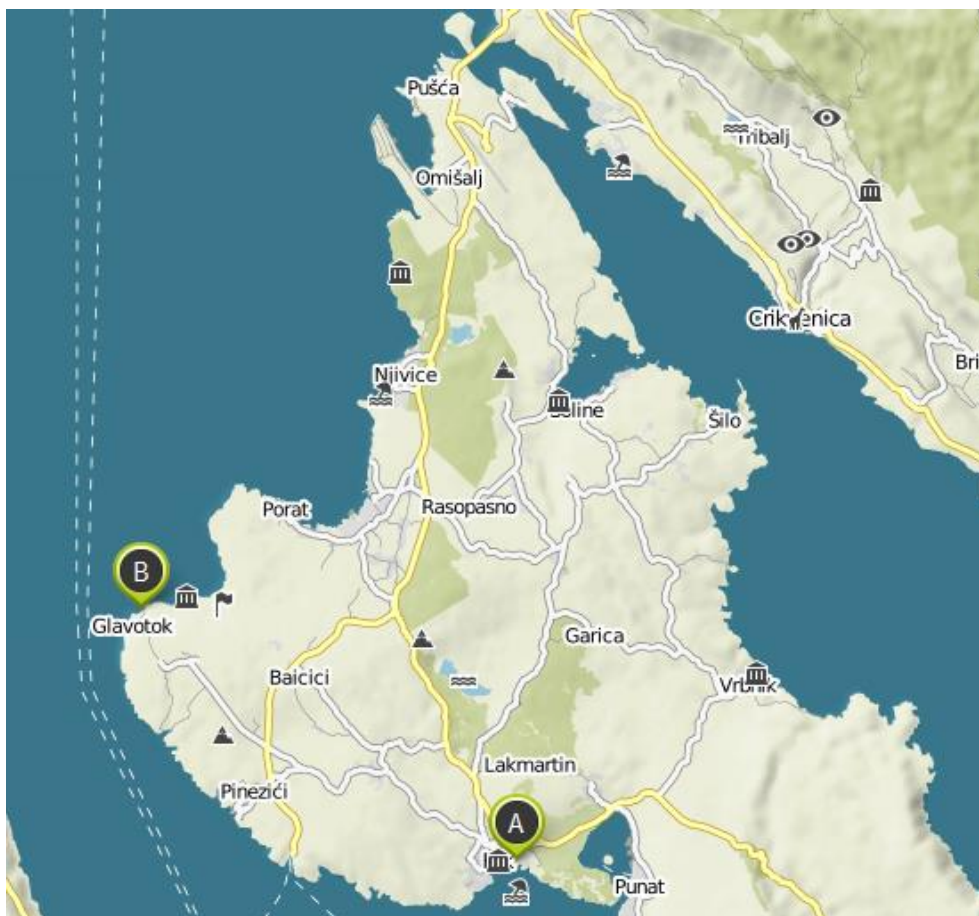 Pušća
Tribalj
Omišalj
Crikvenica
Bri
Njivice
Soline
Šilo
Rasopasno
Porat
B
Glavotok
Garica
Baicici
Vrbnik
Lakmartin
Pinezići
A
Punat